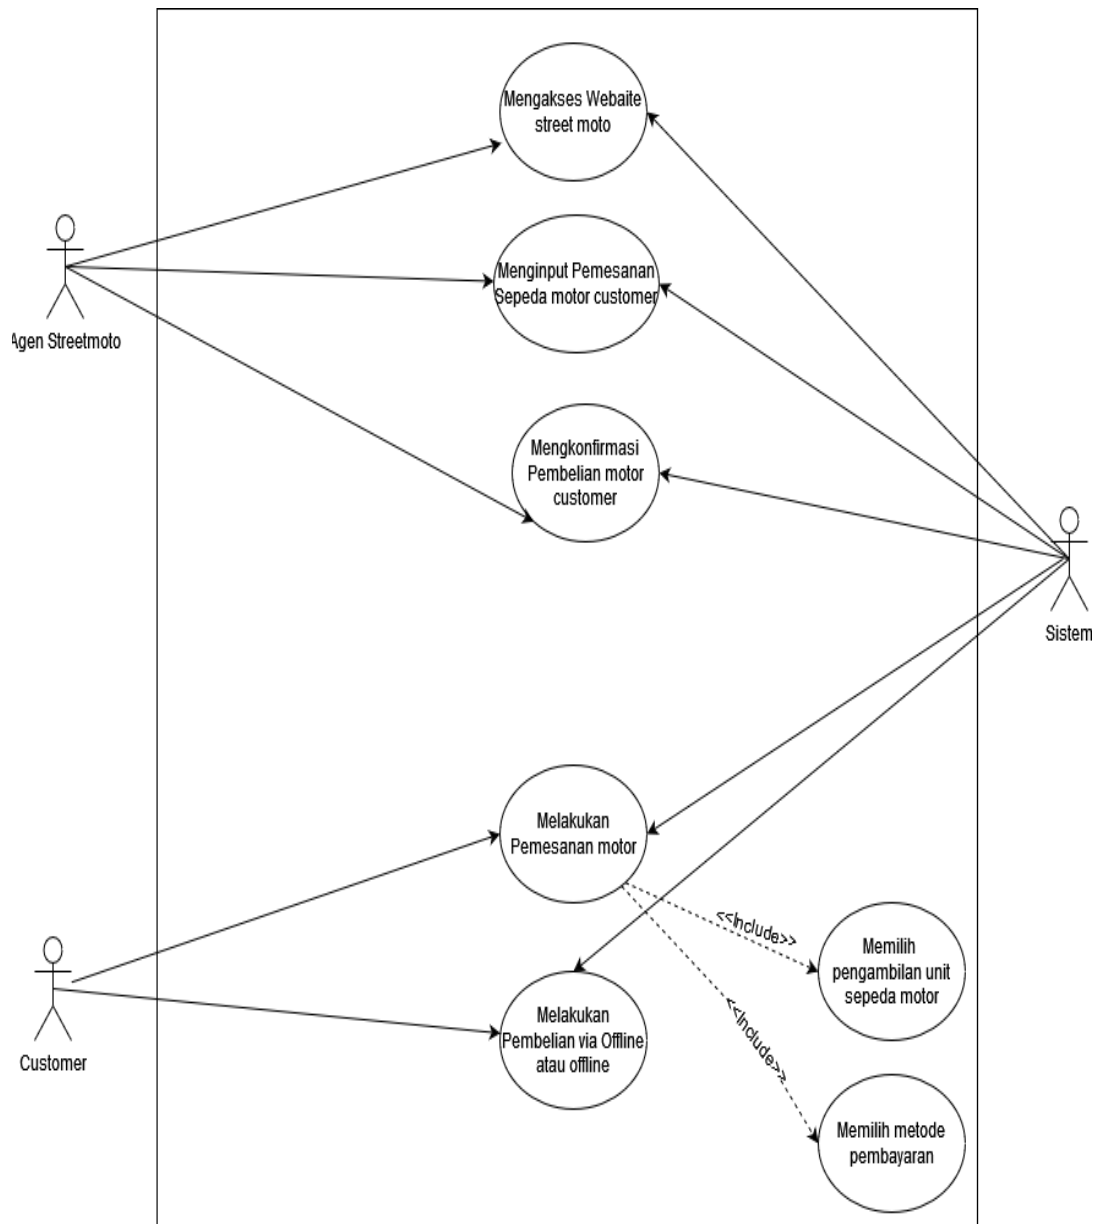 Mengakses Webaite
street moto
Menginput Pemesanan
Sepeda motor customer
Agen Streetmoto
Mengkonfirmasi
Pembelian motor
customer
Sistem
Melakukan
Pemesanan motor
<<Include>>
Memilih
pengambilan unit
sepeda motor
<<Include>>
Melakukan
Pembelian via Offline
atau offline
Customer
Memilih metode
pembayaran